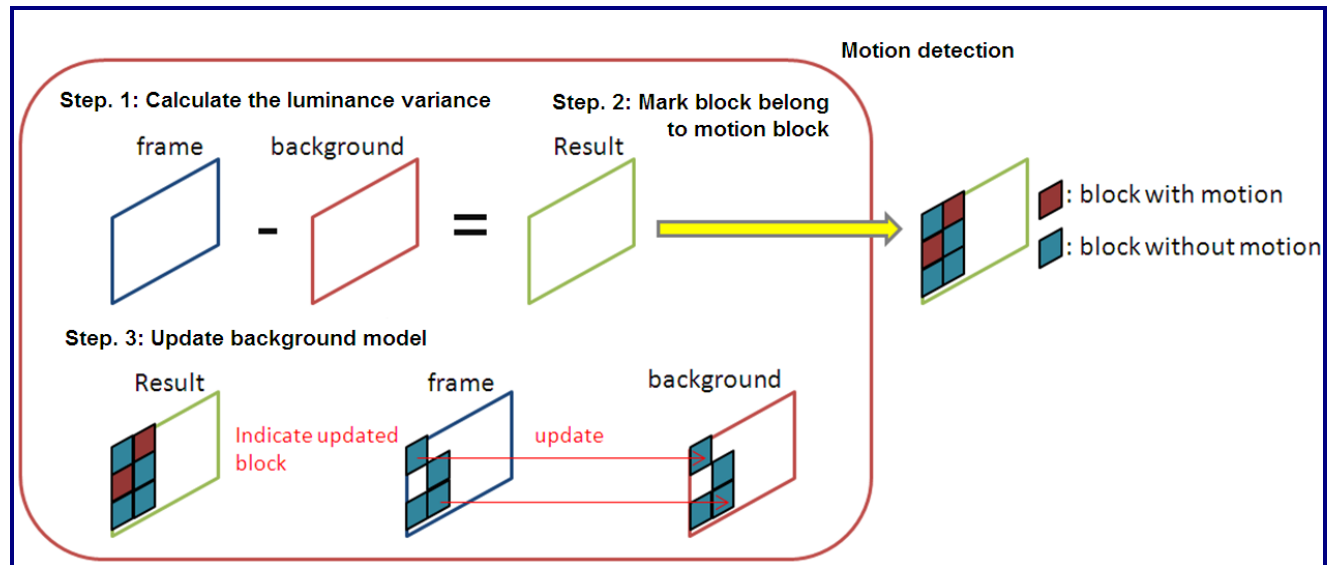 Motion detection
Step. 1: Calculate the luminance variance
Step. 2: Mark block belong
to motion block
frame
background
Result
-
=
: block with motion
: block without motion
Step. 3: Update background model
Result
frame
background
Indicate updated
block
update